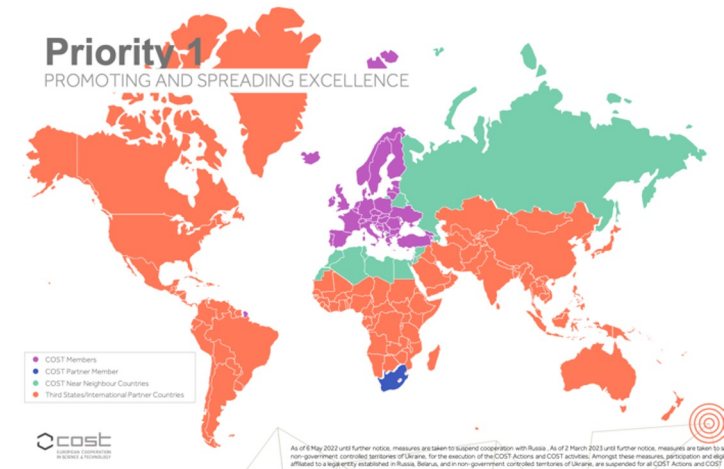 Priority 1
PROMOTING AND SPREADING EXCELLENCE
COST Members
COST Partner Member
COST Near Neighbour Countries
Third States/International Partner Countries
cost
EUROPEAN COOPERATION
IN SCIENCE & TECHNOLOGY
As of 6 May 2022 until further notice, measures are taken to suspend cooperation with Russia . As of 2 March 2023 until further notice, measures are taken to s
non-government controlled territories of Ukraine, for the execution of the COST Actions and COST activities. Amongst these measures, participation and elig
affiliated to a legal entity established in Russia, Belarus, and in non-government controlled territories of Ukraine, are suspended for all COST Actions and COST